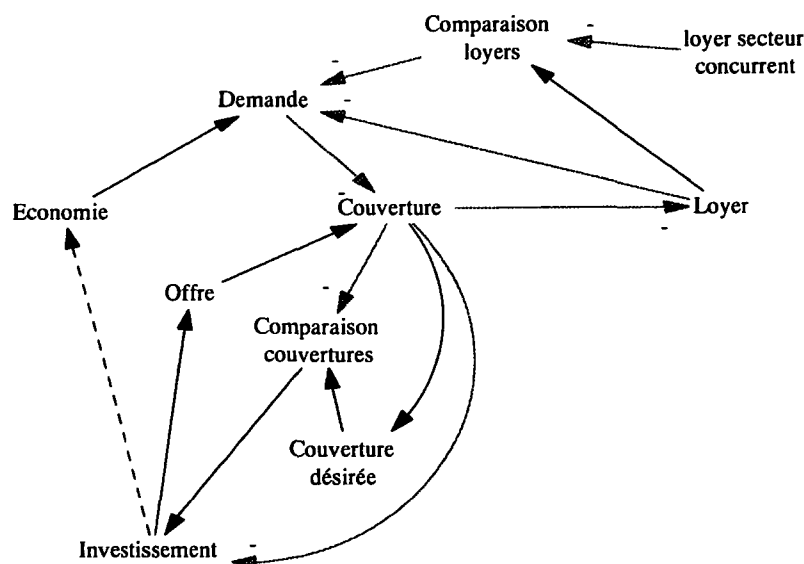 Comparaison
loyers
loyer secteur
concurrent
-
-
Demande
-
Economie
-
Couverture
Loyer
-
Offre
-
Comparaison
couvertures
Couverture
désirée
Investissement
-